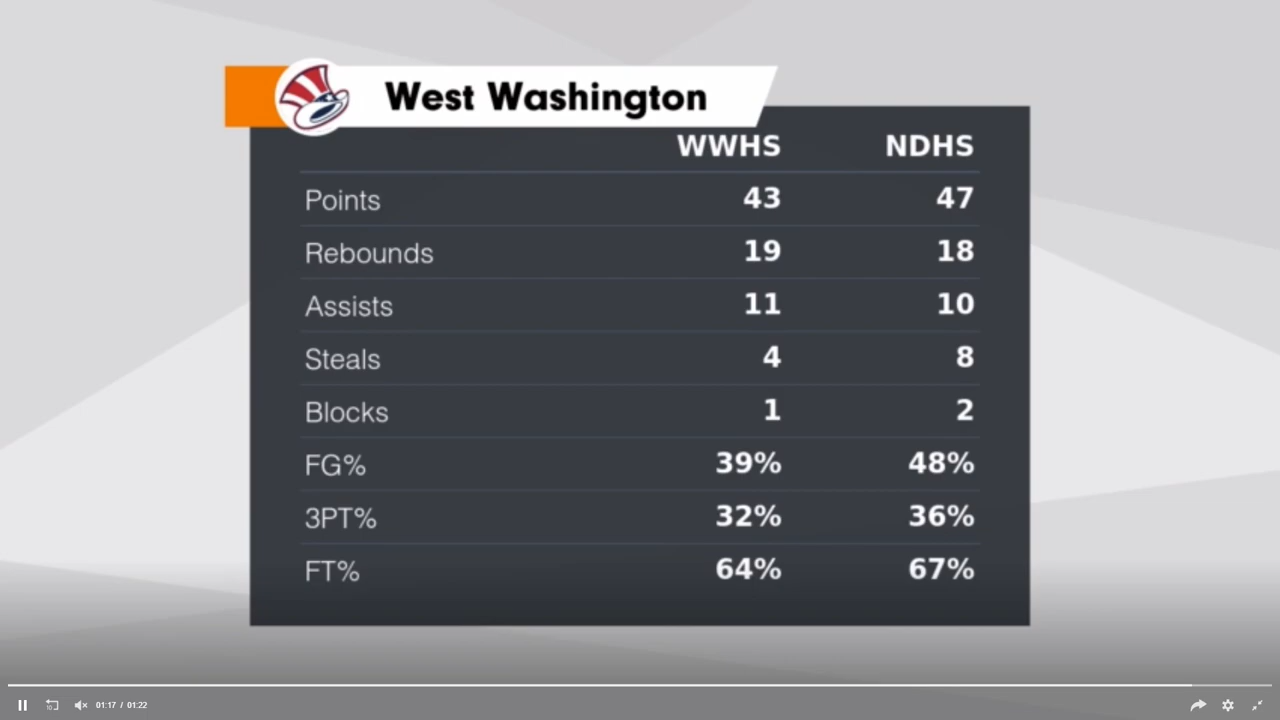 West Washington
WWHS NDHS
Points 43 47
Rebounds 19 18
Assists 11 10
Steals 4 8
Blocks 1 2
FG% 39% 48%
3PT% 32% 36%
FT% 64% 67%
10
01:17 / 01:22